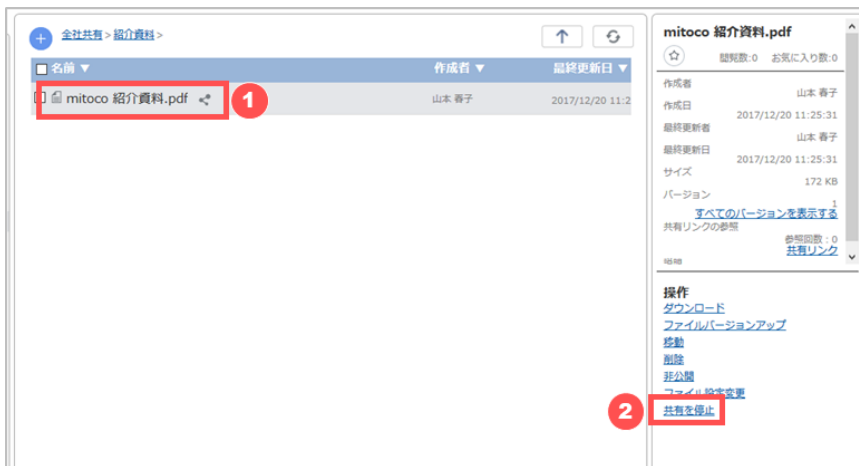 全社共有 > 紹介資料 >
名前 ▼ 作成者 ▼ 最終更新日 ▼
mitoco 紹介資料.pdf 1 山本 春子 2017/12/20 11:2
mitoco 紹介資料.pdf
閲覧数:0 お気に入り数:0
作成者
山本 春子
作成日
2017/12/20 11:25:31
最終更新者
山本 春子
最終更新日
2017/12/20 11:25:31
サイズ
172 KB
バージョン
1
すべてのバージョンを表示する
共有リンクの参照
参照回数 : 0
共有リンク
操作
ダウンロード
ファイルバージョンアップ
移動
削除
非公開
ファイル設定変更
2 共有を停止